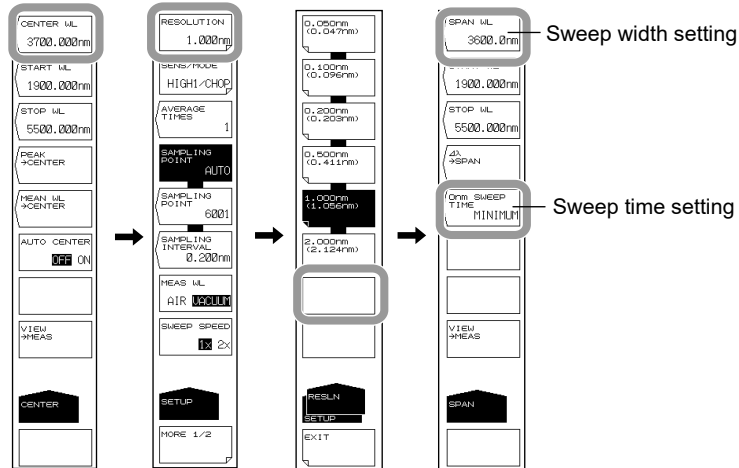 CENTER WL
3700.000nm
START WL
1900.000nm
STOP WL
5500.000nm
PEAK
→CENTER
MEAN WL
→CENTER
AUTO CENTER
OFF ON
VIEW
→MEAS
CENTER
RESOLUTION
1.000nm
SENS/MODE
HIGH1/CHOP
AVERAGE
TIMES
1
SAMPLING
POINT
AUTO
SAMPLING
POINT
6001
SAMPLING
INTERVAL
0.200nm
MEAS WL
AIR VACUUM
SWEEP SPEED
1x 2x
SETUP
MORE 1/2
0.050nm
(0.047nm)
0.100nm
(0.096nm)
0.200nm
(0.203nm)
0.500nm
(0.411nm)
1.000nm
(1.056nm)
2.000nm
(2.124nm)
RESLN
SETUP
EXIT
SPAN WL
3600.0nm
START WL
1900.000nm
STOP WL
5500.000nm
Δλ
→SPAN
0nm SWEEP
TIME
MINIMUM
VIEW
→MEAS
SPAN
Sweep width setting
Sweep time setting